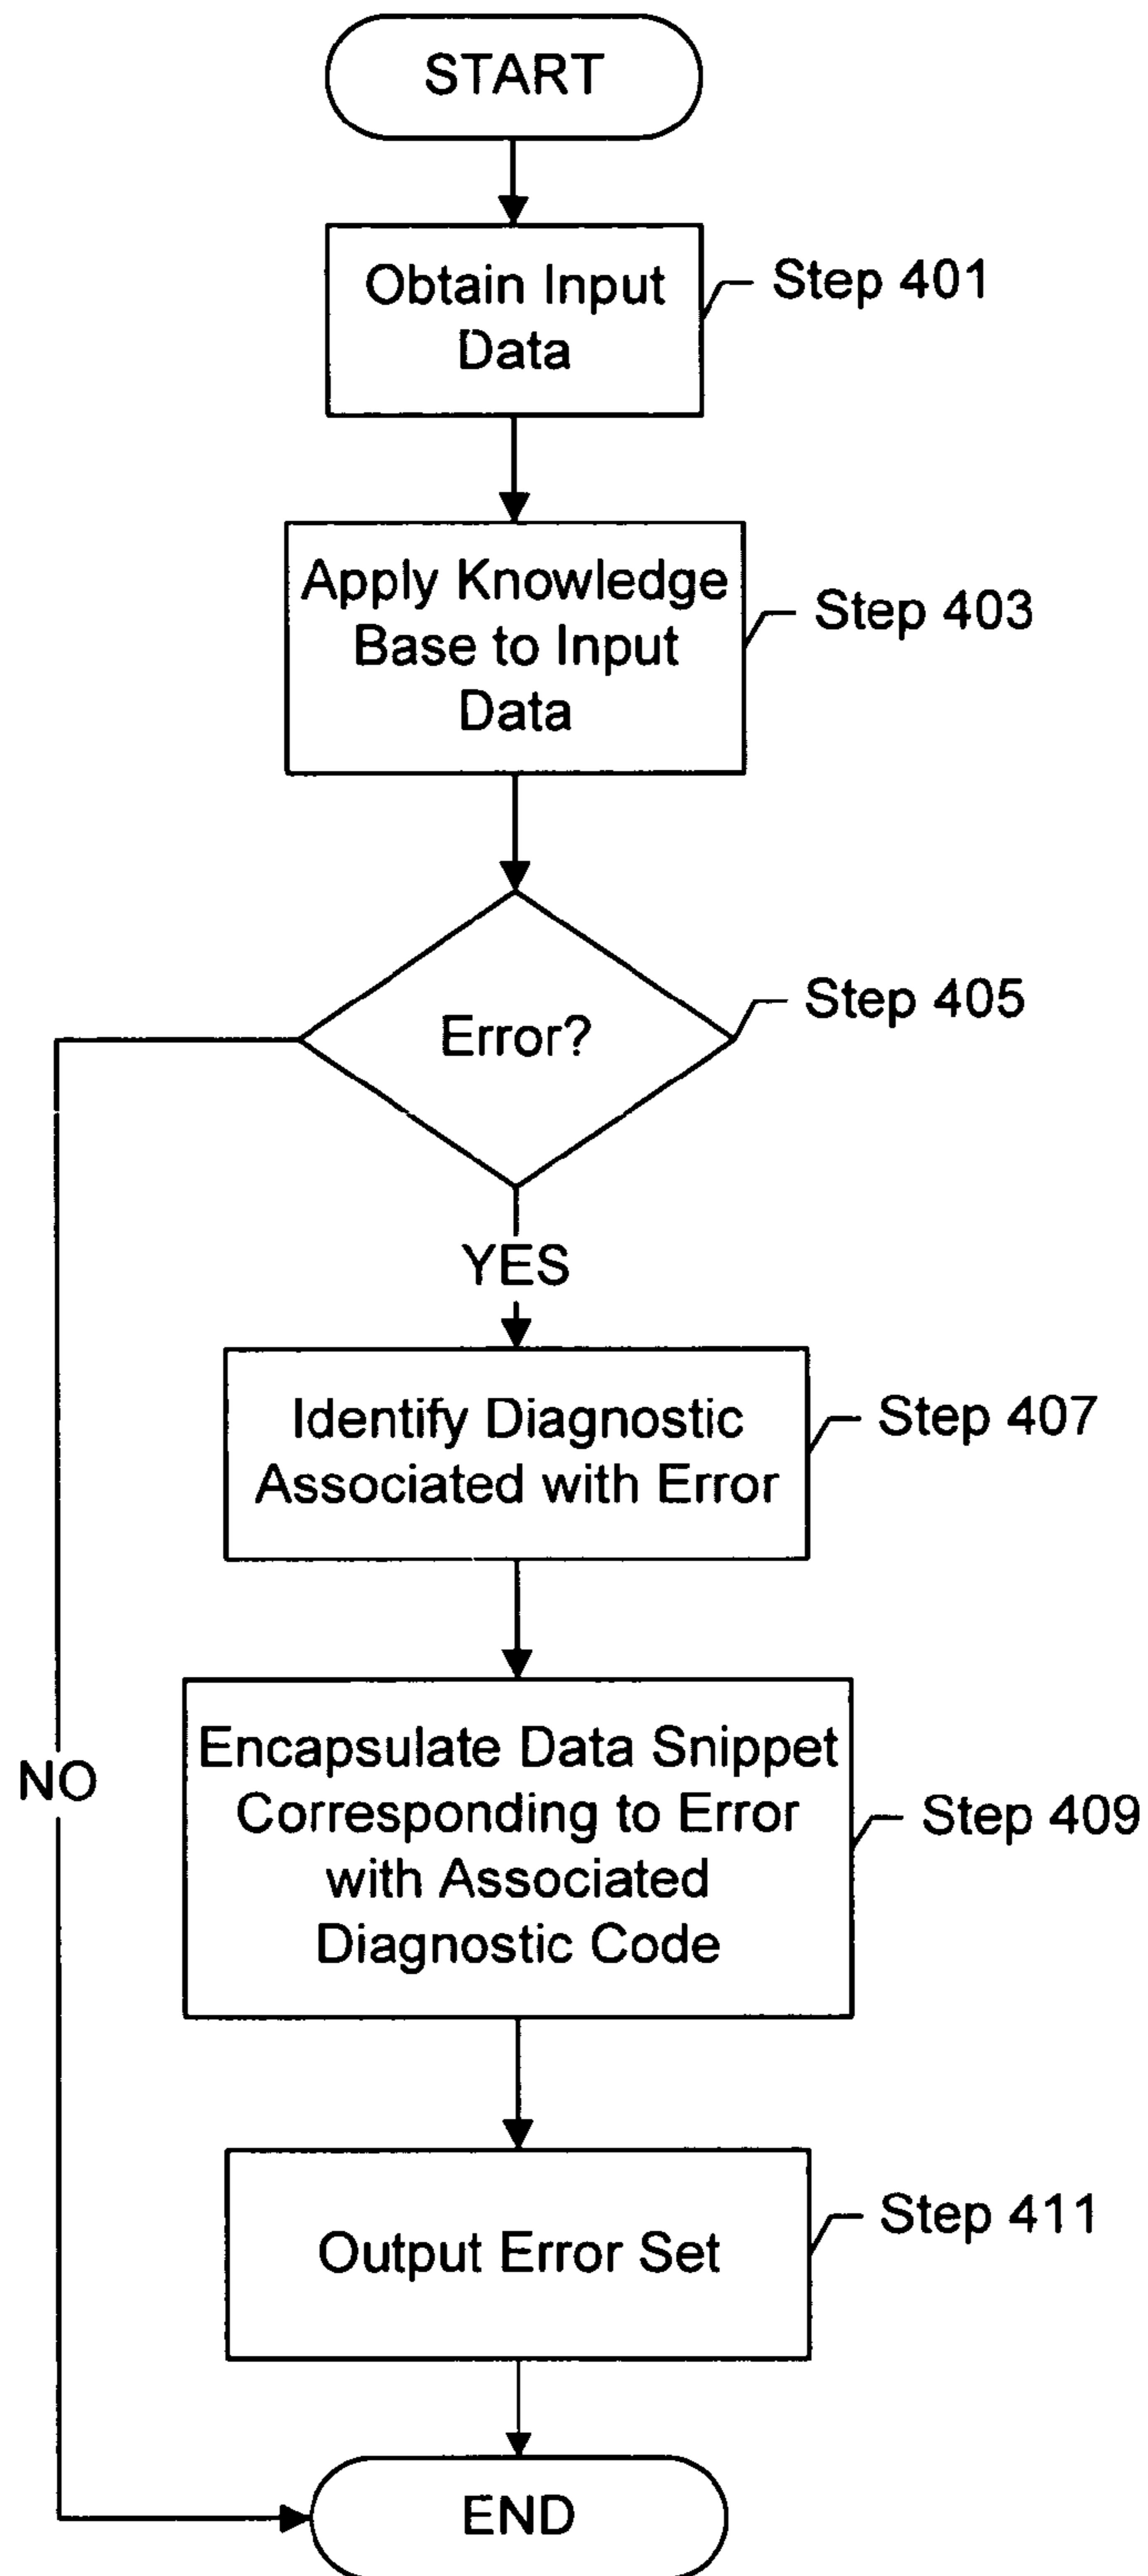 START
Obtain Input
Data
Step 401
Apply Knowledge
Base to Input
Data
Step 403
Error?
Step 405
YES
Identify Diagnostic
Associated with Error
Step 407
NO
Encapsulate Data Snippet
Corresponding to Error
with Associated
Diagnostic Code
Step 409
Output Error Set
Step 411
END